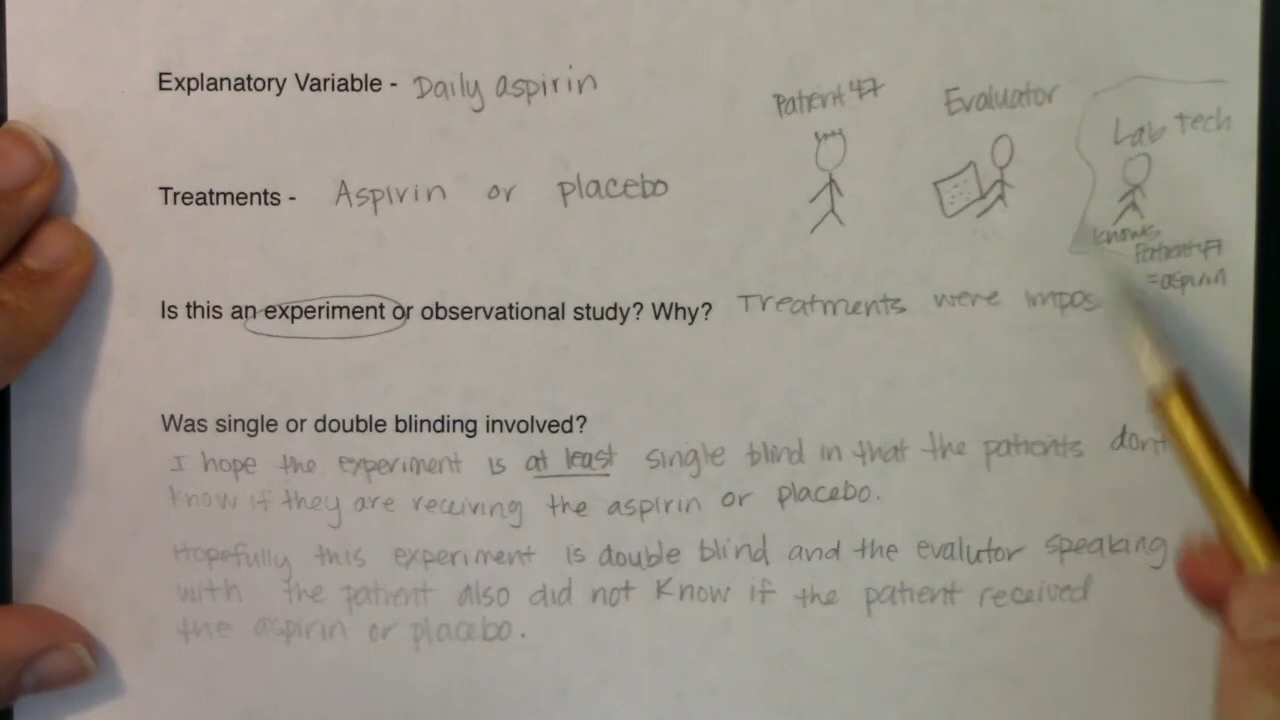 Explanatory Variable - Daily aspirin
Patient 47
Evaluator
Lab Tech
Treatments - Aspirin or placebo
knows
Patient 47
=aspirin
Is this an experiment or observational study? Why? Treatments were impos
Was single or double blinding involved?
I hope the experiment is at least single blind in that the patients don't
know if they are receiving the aspirin or placebo.
Hopefully this experiment is double blind and the evalutor speaking
with the patient also did not know if the patient received
the aspirin or placebo.